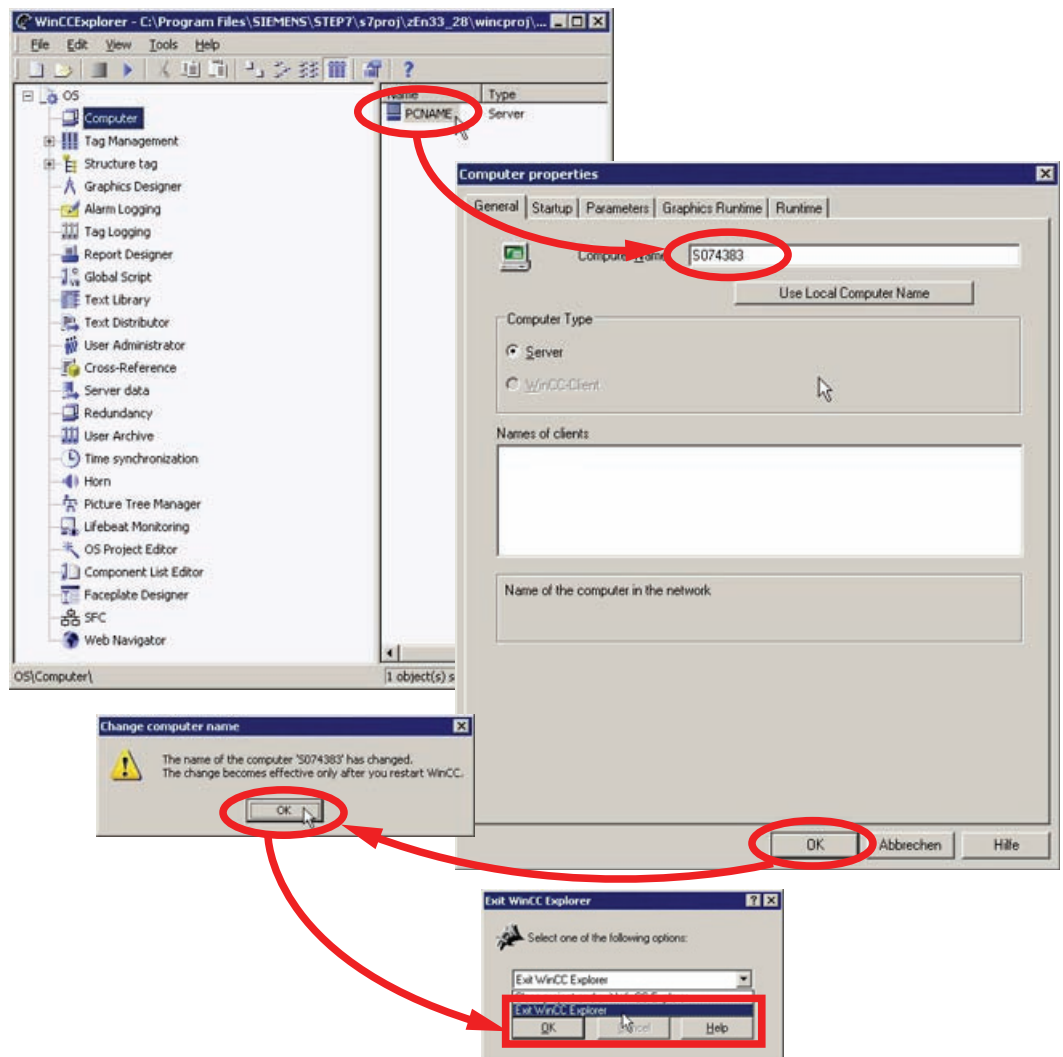 WinCCExplorer - C:\Program Files\SIEMENS\STEP7\s7proj\zEn33_28\wincproj\...
File Edit View Tools Help
OS
Computer
Tag Management
Structure tag
Graphics Designer
Alarm Logging
Tag Logging
Report Designer
Global Script
Text Library
Text Distributor
User Administrator
Cross-Reference
Server data
Redundancy
User Archive
Time synchronization
Horn
Picture Tree Manager
Lifebeat Monitoring
OS Project Editor
Component List Editor
Faceplate Designer
SFC
Web Navigator
Name Type
PCNAME Server
OS\Computer\ 1 object(s) s
Computer properties
General Startup Parameters Graphics Runtime Runtime
Computer Name S074383
Use Local Computer Name
Computer Type
Server
WinCC-Client
Names of clients
Name of the computer in the network
OK Abbrechen Hilfe
Change computer name
The name of the computer 'S074383' has changed.
The change becomes effective only after you restart WinCC.
OK
Exit WinCC Explorer
Select one of the following options:
Exit WinCC Explorer
Exit WinCC Explorer
OK Cancel Help